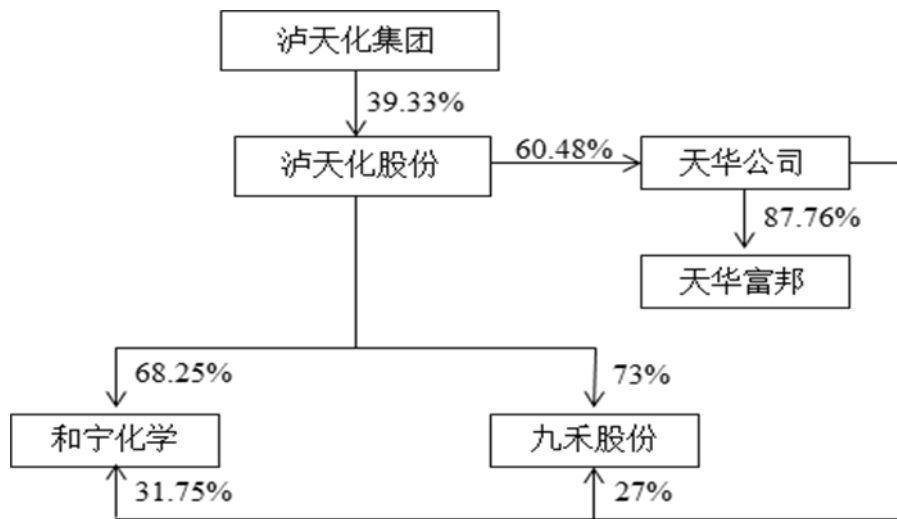 泸天化集团
39.33%
泸天化股份
60.48%
天华公司
87.76%
天华富邦
68.25%
73%
和宁化学
九禾股份
31.75%
27%